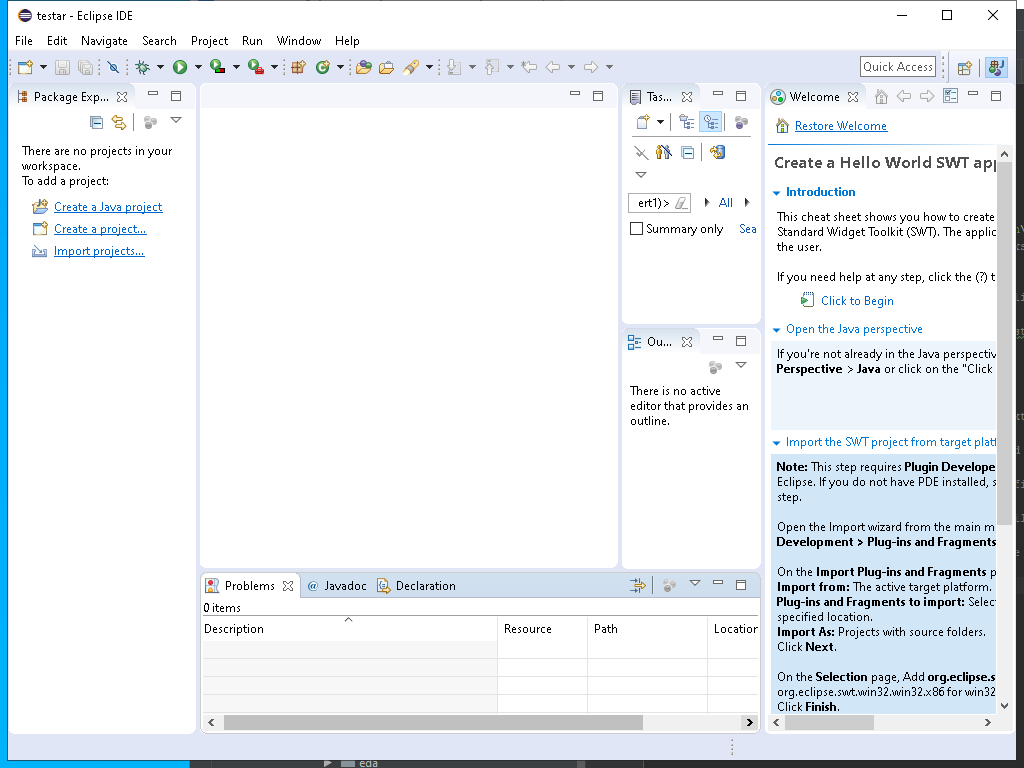 testar - Eclipse IDE
File Edit Navigate Search Project Run Window Help
Quick Access
Package Exp...
There are no projects in your
workspace.
To add a project:
Create a Java project
Create a project...
Import projects...
Tas...
ert1)>
All
Summary only
Sea
Ou...
There is no active
editor that provides an
outline.
Welcome
Restore Welcome
Create a Hello World SWT app
Introduction
This cheat sheet shows you how to create
Standard Widget Toolkit (SWT). The applic
the user.
If you need help at any step, click the (?) t
Click to Begin
Open the Java perspective
If you're not already in the Java perspectiv
Perspective > Java or click on the "Click
Import the SWT project from target platf
Note: This step requires Plugin Develope
Eclipse. If you do not have PDE installed, s
step.
Open the Import wizard from the main m
Development > Plug-ins and Fragments
On the Import Plug-ins and Fragments p
Import from: The active target platform.
Plug-ins and Fragments to import: Selec
specified location.
Import As: Projects with source folders.
Click Next.
On the Selection page, Add org.eclipse.s
org.eclipse.swt.win32.win32.x86 for win32
Click Finish.
Problems @ Javadoc Declaration
0 items
Description Resource Path Location
eda